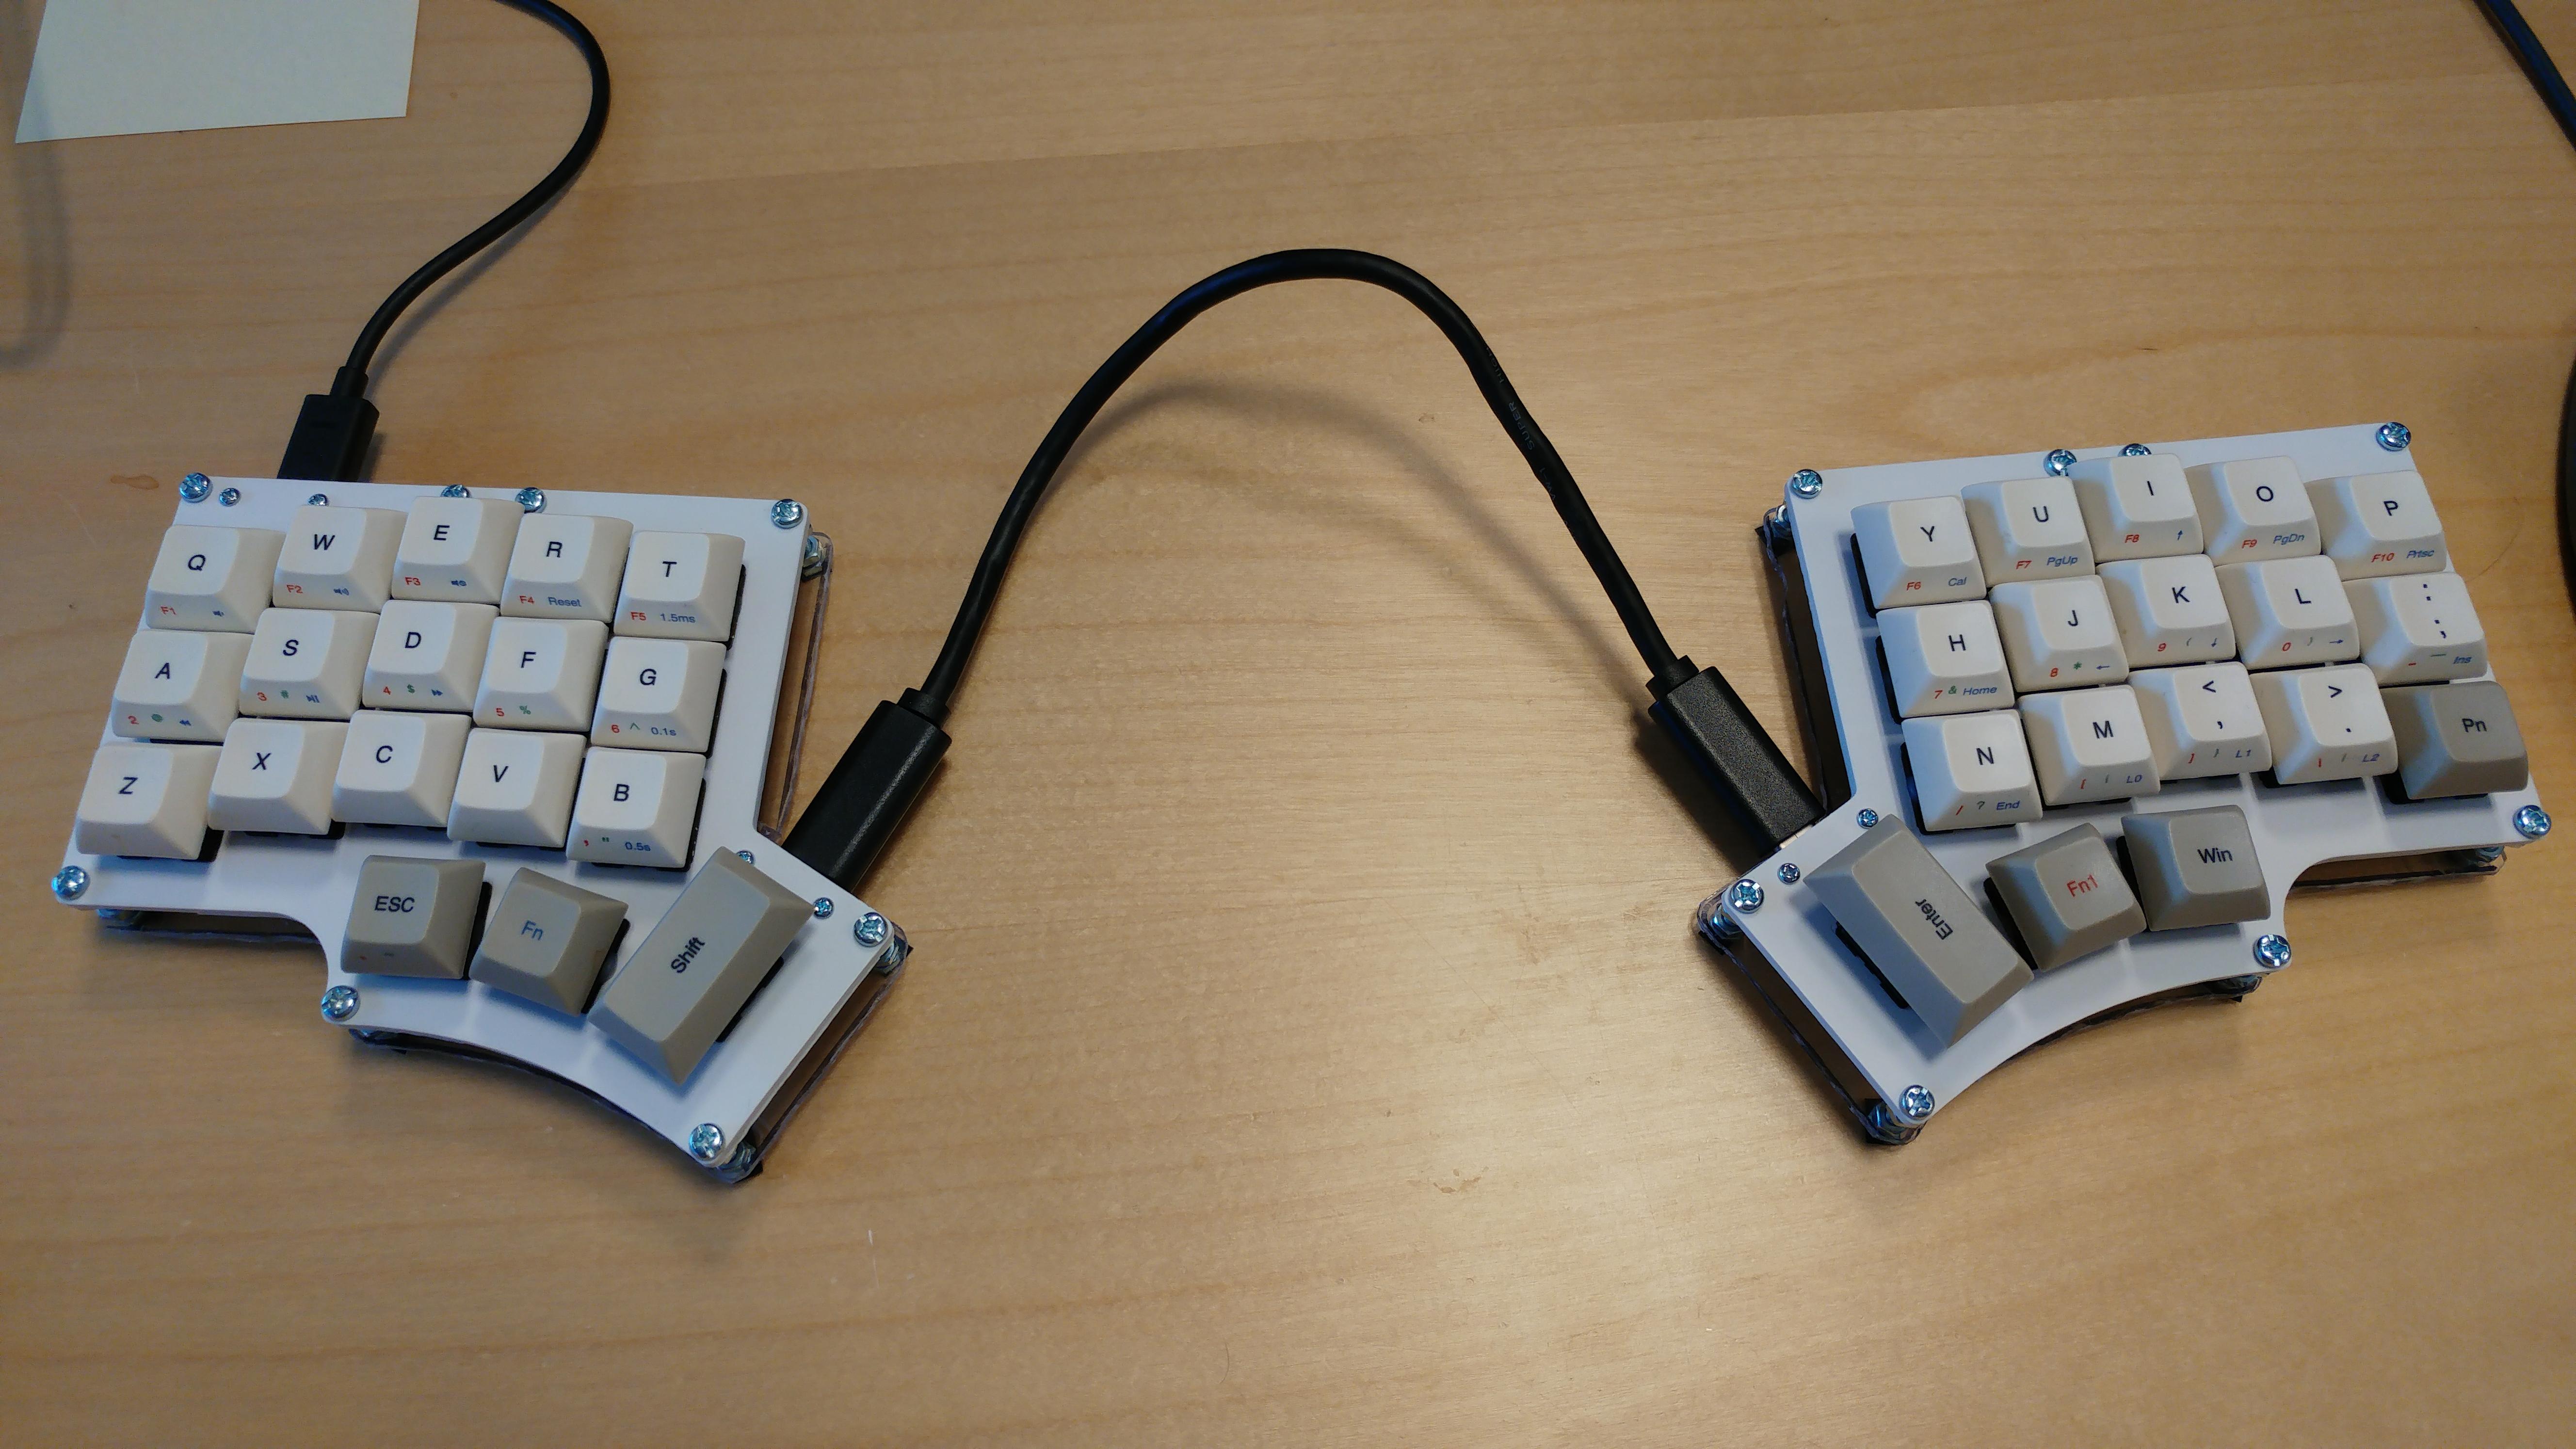 Q
F1
W
F2
E
F3
R
F4 Reset
T
F5 1.5ms
A
2 @
S
3 #
D
4 $
F
5 %
G
6 ^ 0.1s
Z
X
C
V
B
' " 0.5s
ESC
Fn
Shift
SUPER
Y
F6 Cal
U
F7 PgUp
I
F8 ↑
O
F9 PgDn
P
F10 Prtsc
H
7 & Home
J
8 * ←
K
9 ( ↓
L
0 ) →
:
;
Ins
N
/ ? End
M
[ { L0
<
,
] } L1
>
.
L2
Pn
Enter
Fn1
Win